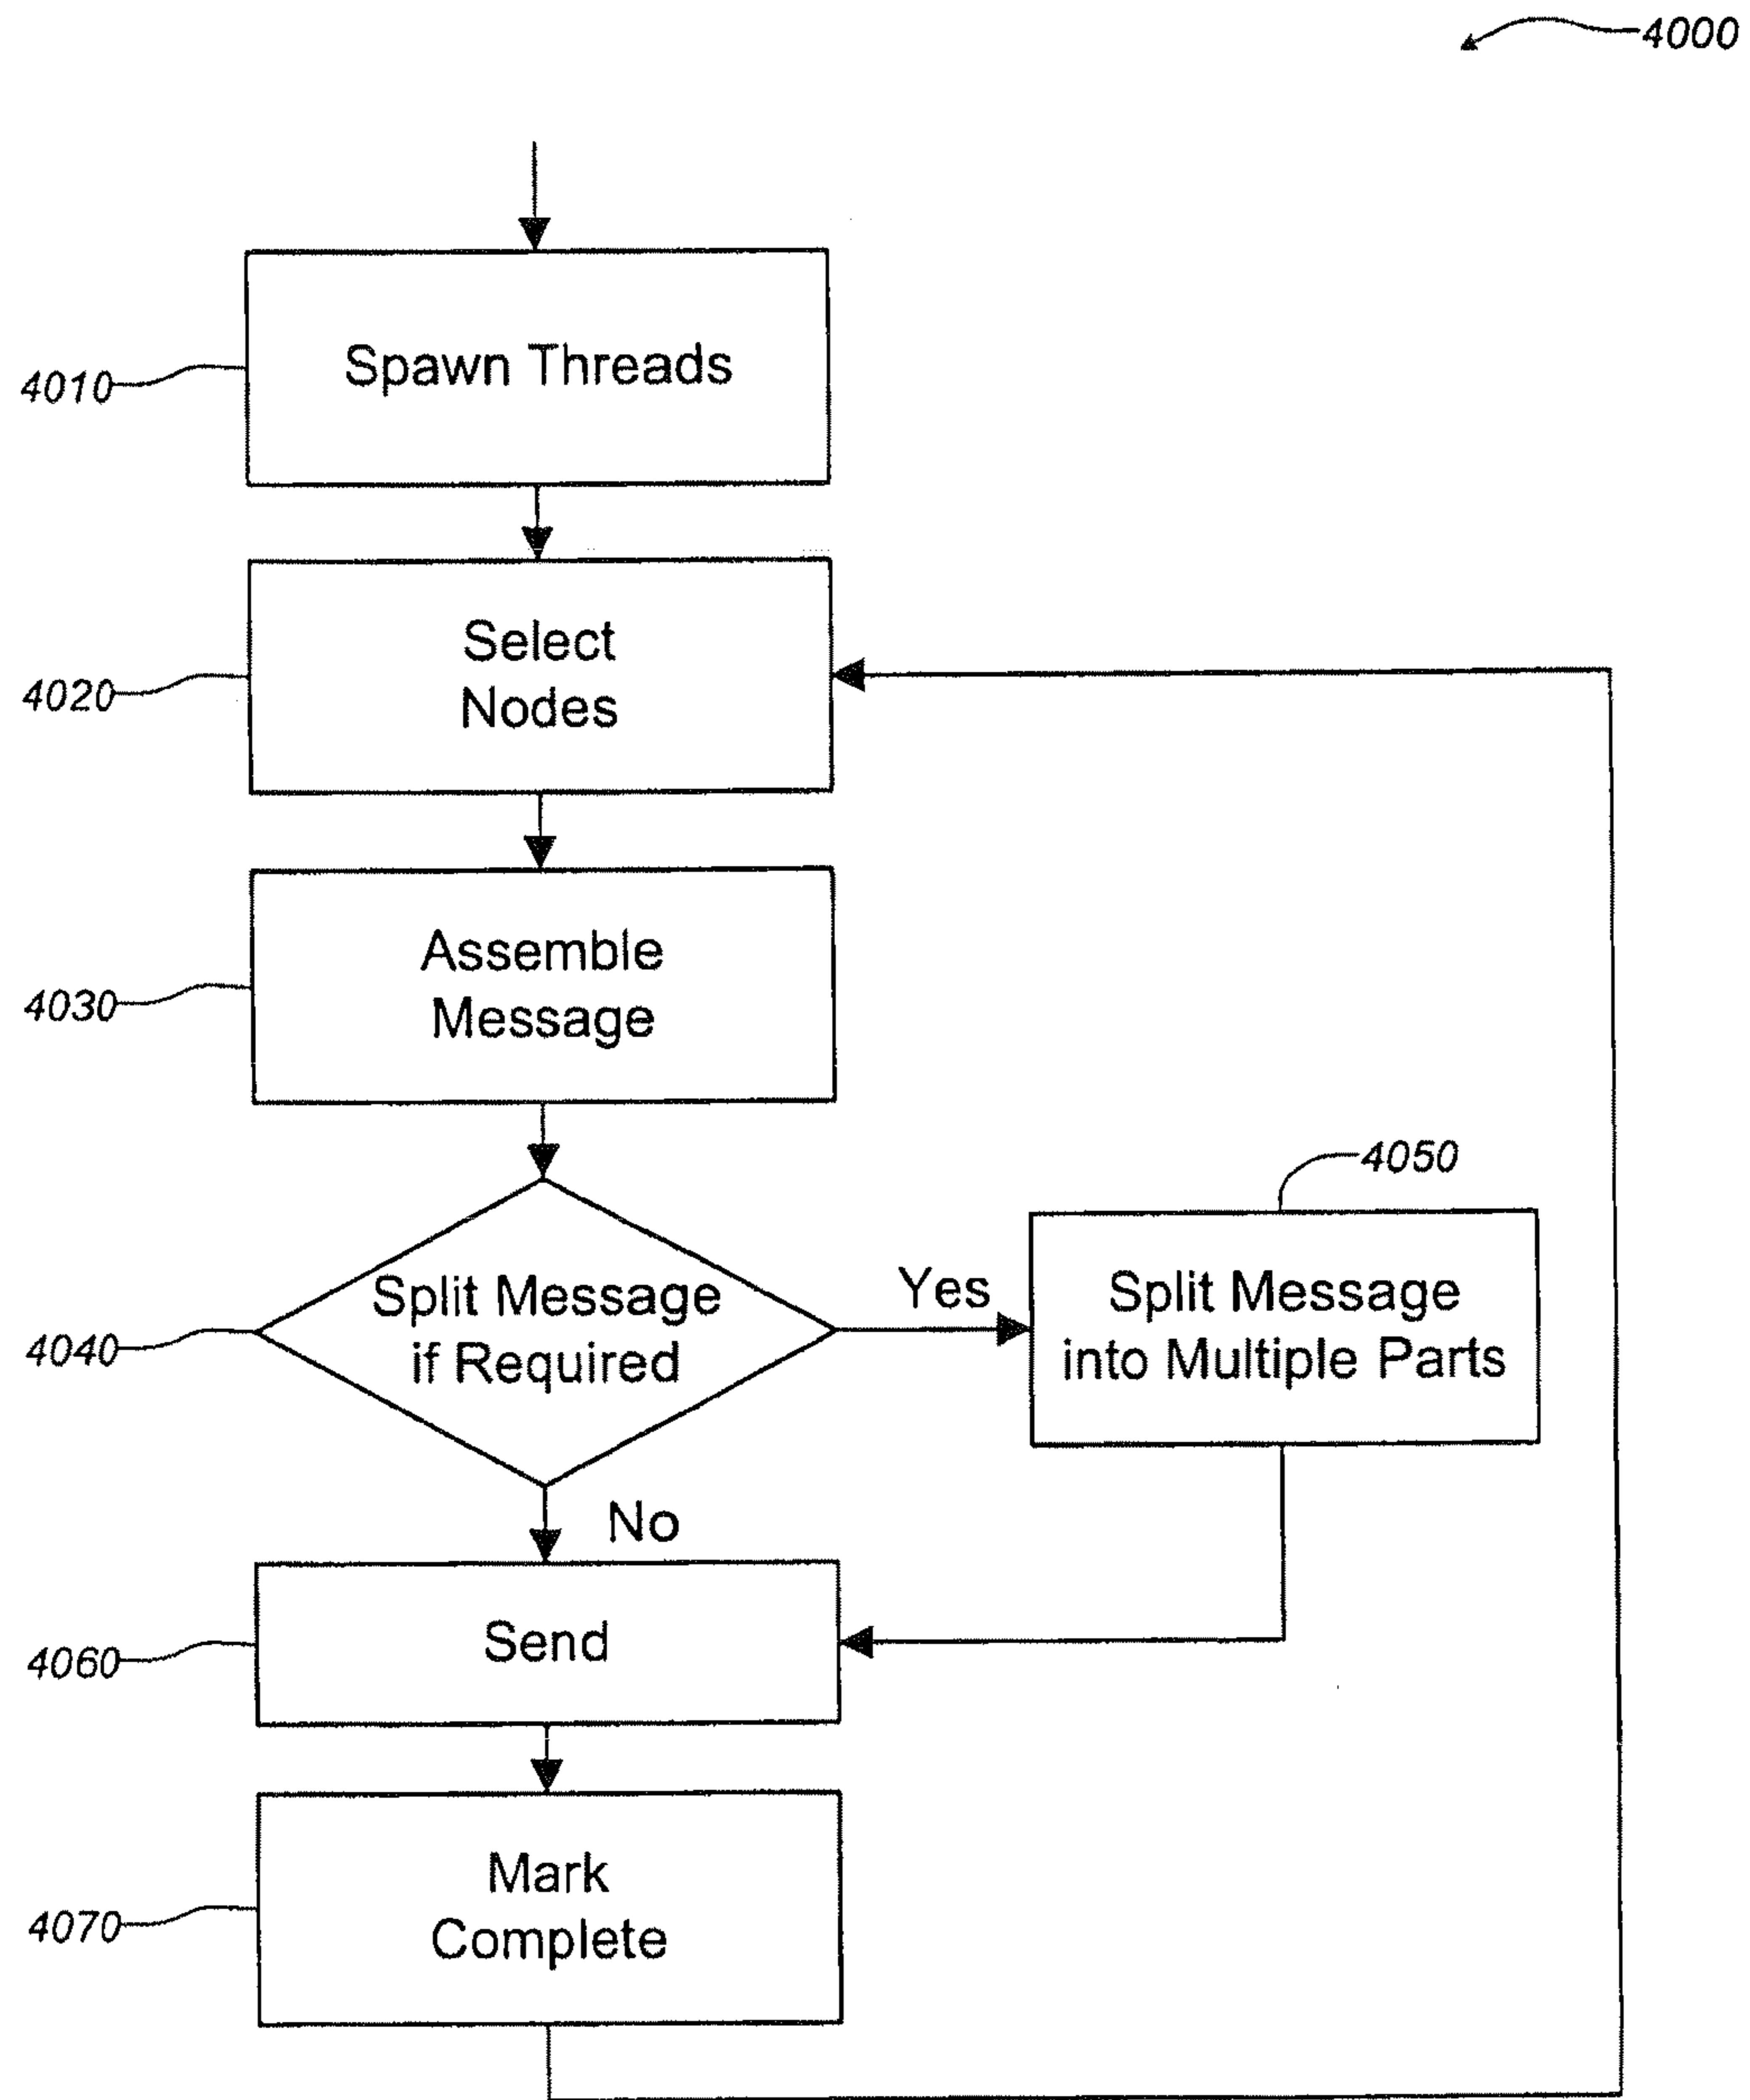 4000
4010
Spawn Threads
4020
Select
Nodes
4030
Assemble
Message
4050
4040
Split Message
if Required
Yes
Split Message
into Multiple Parts
No
4060
Send
4070
Mark
Complete